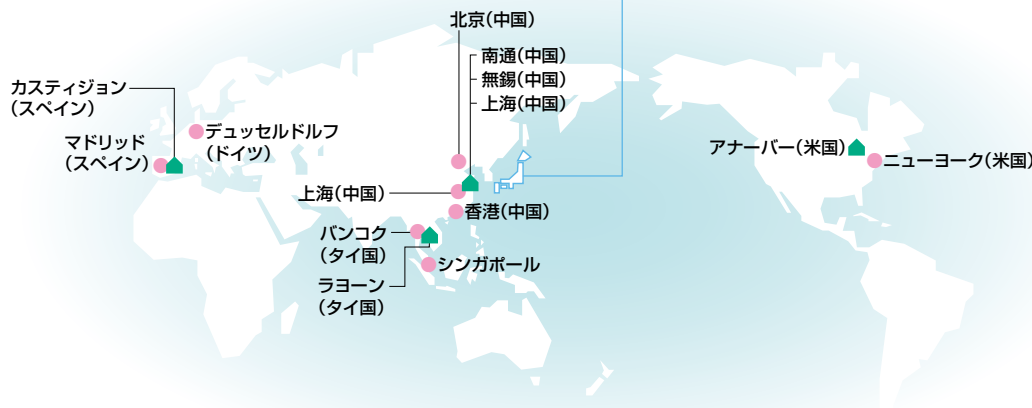 北京(中国)
南通(中国)
無錫(中国)
上海(中国)
カスティジョン
(スペイン)
マドリッド
(スペイン)
デュッセルドルフ
(ドイツ)
アナーバー(米国)
ニューヨーク(米国)
上海(中国)
香港(中国)
バンコク
(タイ国)
シンガポール
ラヨーン
(タイ国)